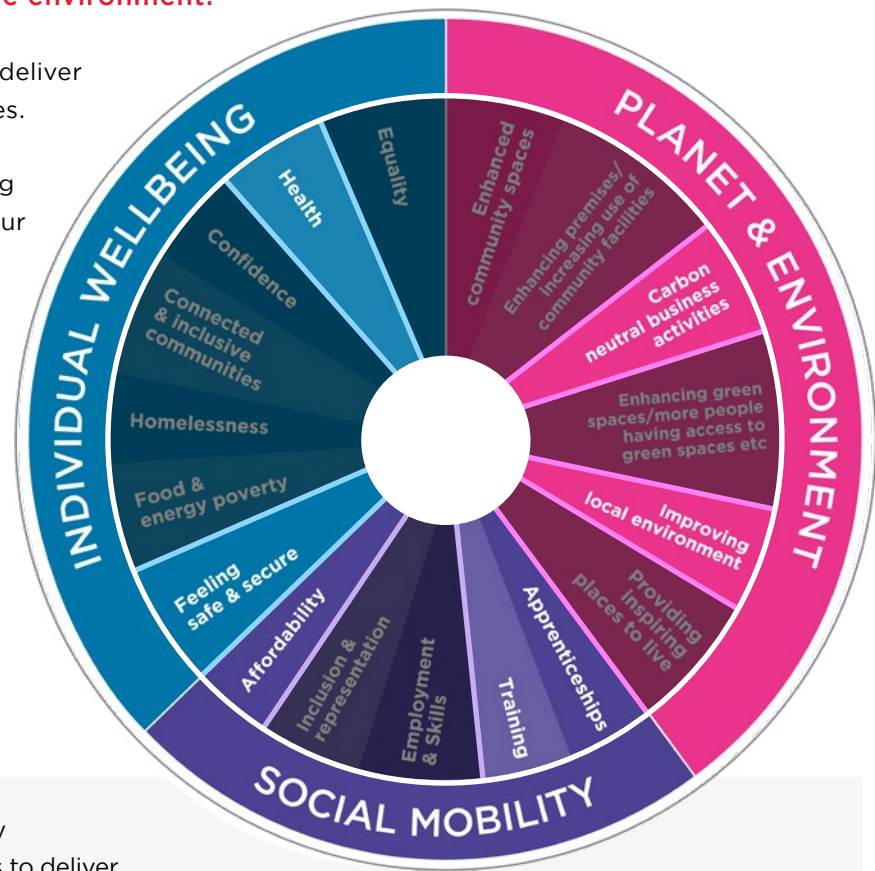 e environment.
deliver
es.
ng
ur
PLANET & ENVIRONMENT
Enhanced
community spaces
Enhancing premises/
increasing use of
community facilities
Carbon
neutral business
activities
Enhancing green
spaces/more people
having access to
green spaces etc
Improving
local environment
Providing
inspiring
places to live
SOCIAL MOBILITY
Apprenticeships
Training
Employment
& Skills
Inclusion &
representation
Affordability
INDIVIDUAL WELLBEING
Feeling
safe & secure
Food &
energy poverty
Homelessness
Connected
& inclusive
communities
Confidence
Health
Equality
s to deliver